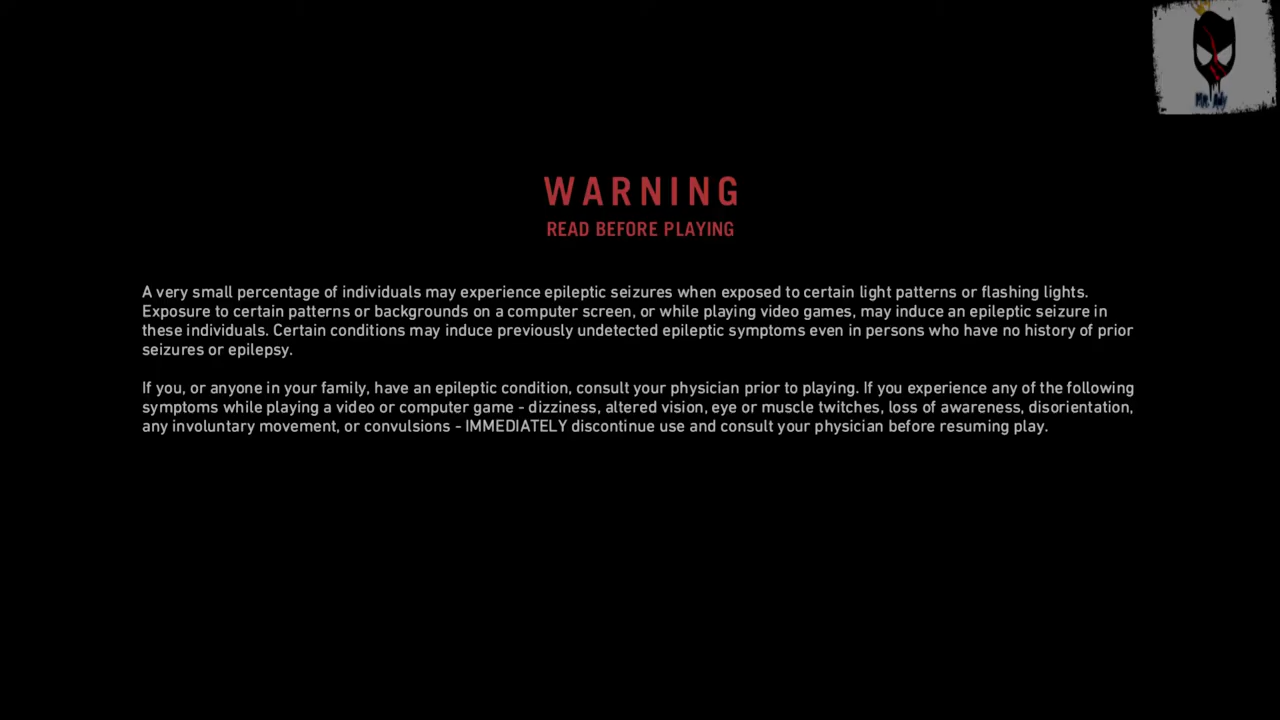 WARNING
READ BEFORE PLAYING
A very small percentage of individuals may experience epileptic seizures when exposed to certain light patterns or flashing lights.
Exposure to certain patterns or backgrounds on a computer screen, or while playing video games, may induce an epileptic seizure in
these individuals. Certain conditions may induce previously undetected epileptic symptoms even in persons who have no history of prior
seizures or epilepsy.
If you, or anyone in your family, have an epileptic condition, consult your physician prior to playing. If you experience any of the following
symptoms while playing a video or computer game - dizziness, altered vision, eye or muscle twitches, loss of awareness, disorientation,
any involuntary movement, or convulsions - IMMEDIATELY discontinue use and consult your physician before resuming play.